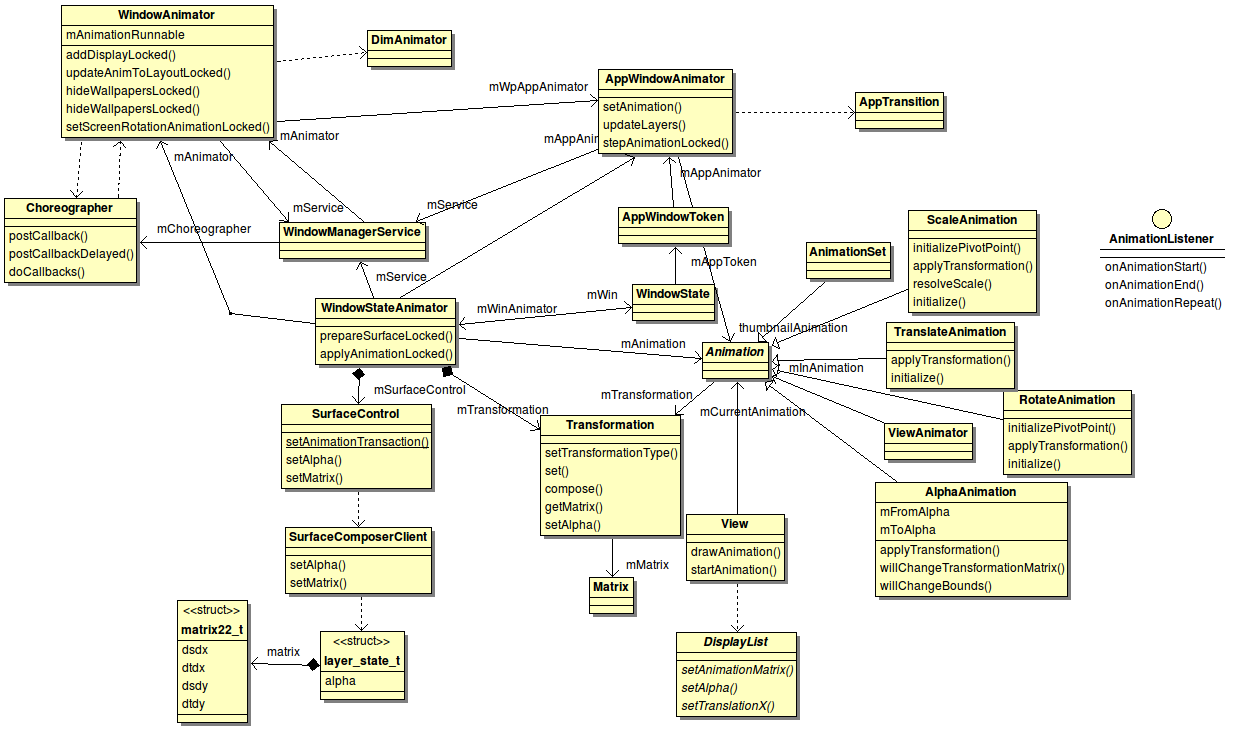 WindowAnimator
mAnimationRunnable
addDisplayLocked()
updateAnimToLayoutLocked()
hideWallpapersLocked()
hideWallpapersLocked()
setScreenRotationAnimationLocked()
DimAnimator
mWpAppAnimator
AppWindowAnimator
setAnimation()
updateLayers()
stepAnimationLocked()
AppTransition
mAnimator
mAppAni
mAnimator
mAppAnimator
Choreographer
postCallback()
postCallbackDelayed()
doCallbacks()
mChoreographer
mService
WindowManagerService
mService
AppWindowToken
mAppToken
AnimationSet
ScaleAnimation
initializePivotPoint()
applyTransformation()
resolveScale()
initialize()
AnimationListener
onAnimationStart()
onAnimationEnd()
onAnimationRepeat()
mService
WindowStateAnimator
prepareSurfaceLocked()
applyAnimationLocked()
mWinAnimator
mWin
WindowState
thumbnailAnimation
TranslateAnimation
applyTransformation()
initialize()
mAnimation
Animation
mInAnimation
mSurfaceControl
mTransformation
mTransformation
mCurrentAnimation
RotateAnimation
initializePivotPoint()
applyTransformation()
initialize()
SurfaceControl
setAnimationTransaction()
setAlpha()
setMatrix()
Transformation
setTransformationType()
set()
compose()
getMatrix()
setAlpha()
ViewAnimator
AlphaAnimation
mFromAlpha
mToAlpha
applyTransformation()
willChangeTransformationMatrix()
willChangeBounds()
SurfaceComposerClient
setAlpha()
setMatrix()
View
drawAnimation()
startAnimation()
mMatrix
Matrix
<<struct>>
matrix22_t
dsdx
dtdx
dsdy
dtdy
matrix
<<struct>>
layer_state_t
alpha
DisplayList
setAnimationMatrix()
setAlpha()
setTranslationX()